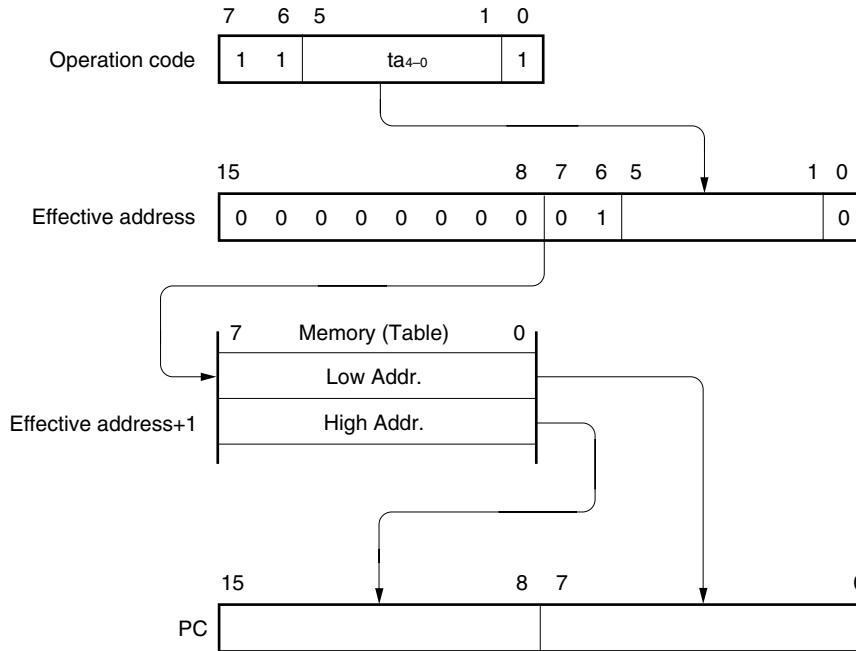 7 6 5 1 0
Operation code 1 1 ta4–0 1
15 8 7 6 5 1 0
Effective address 0 0 0 0 0 0 0 0 0 1 0
7 Memory (Table) 0
Low Addr.
Effective address+1 High Addr.
15 8 7
PC